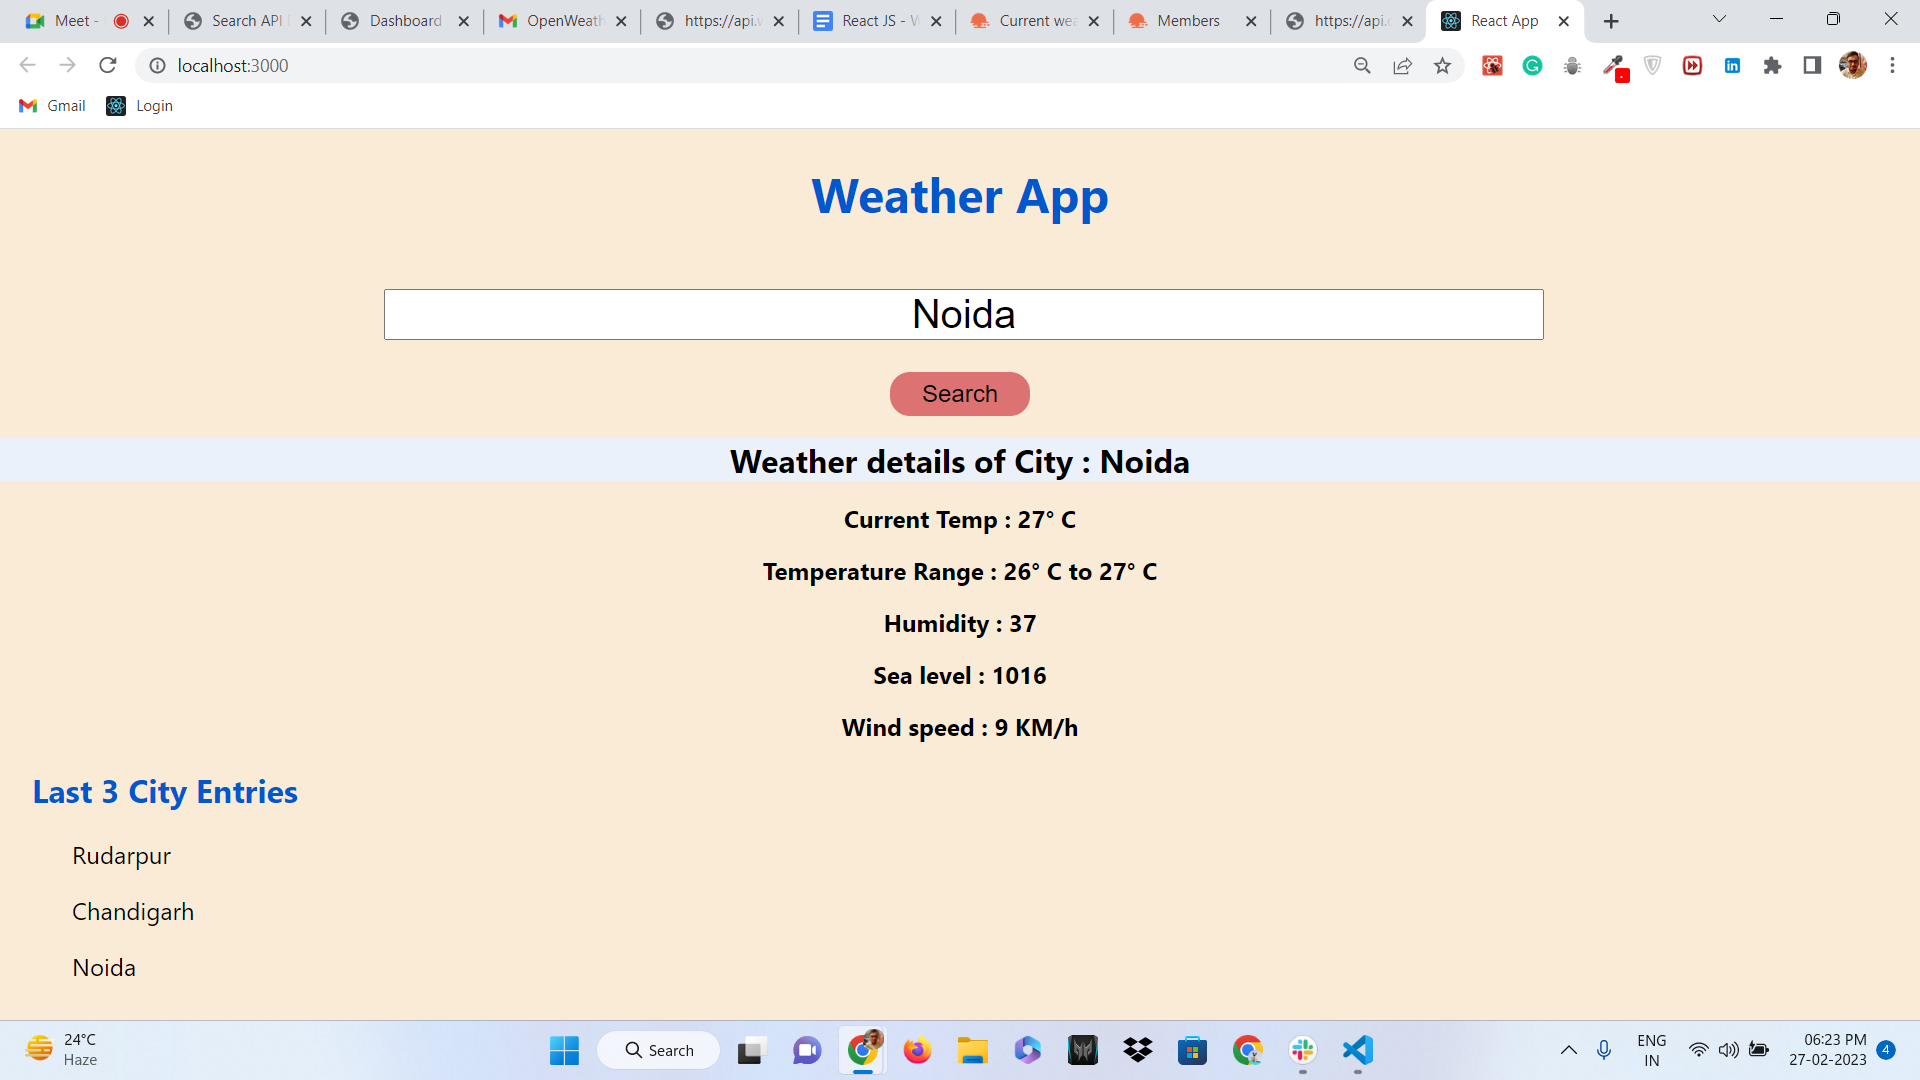 Meet -
Search API
Dashboard
OpenWeath
https://api.
React JS - W
Current wea
Members
https://api.
React App
localhost:3000
Gmail
Login
Weather App
Noida
Search
Weather details of City : Noida
Current Temp : 27° C
Temperature Range : 26° C to 27° C
Humidity : 37
Sea level : 1016
Wind speed : 9 KM/h
Last 3 City Entries
Rudarpur
Chandigarh
Noida
24°C
Haze
Search
ENG
IN
06:23 PM
27-02-2023
4